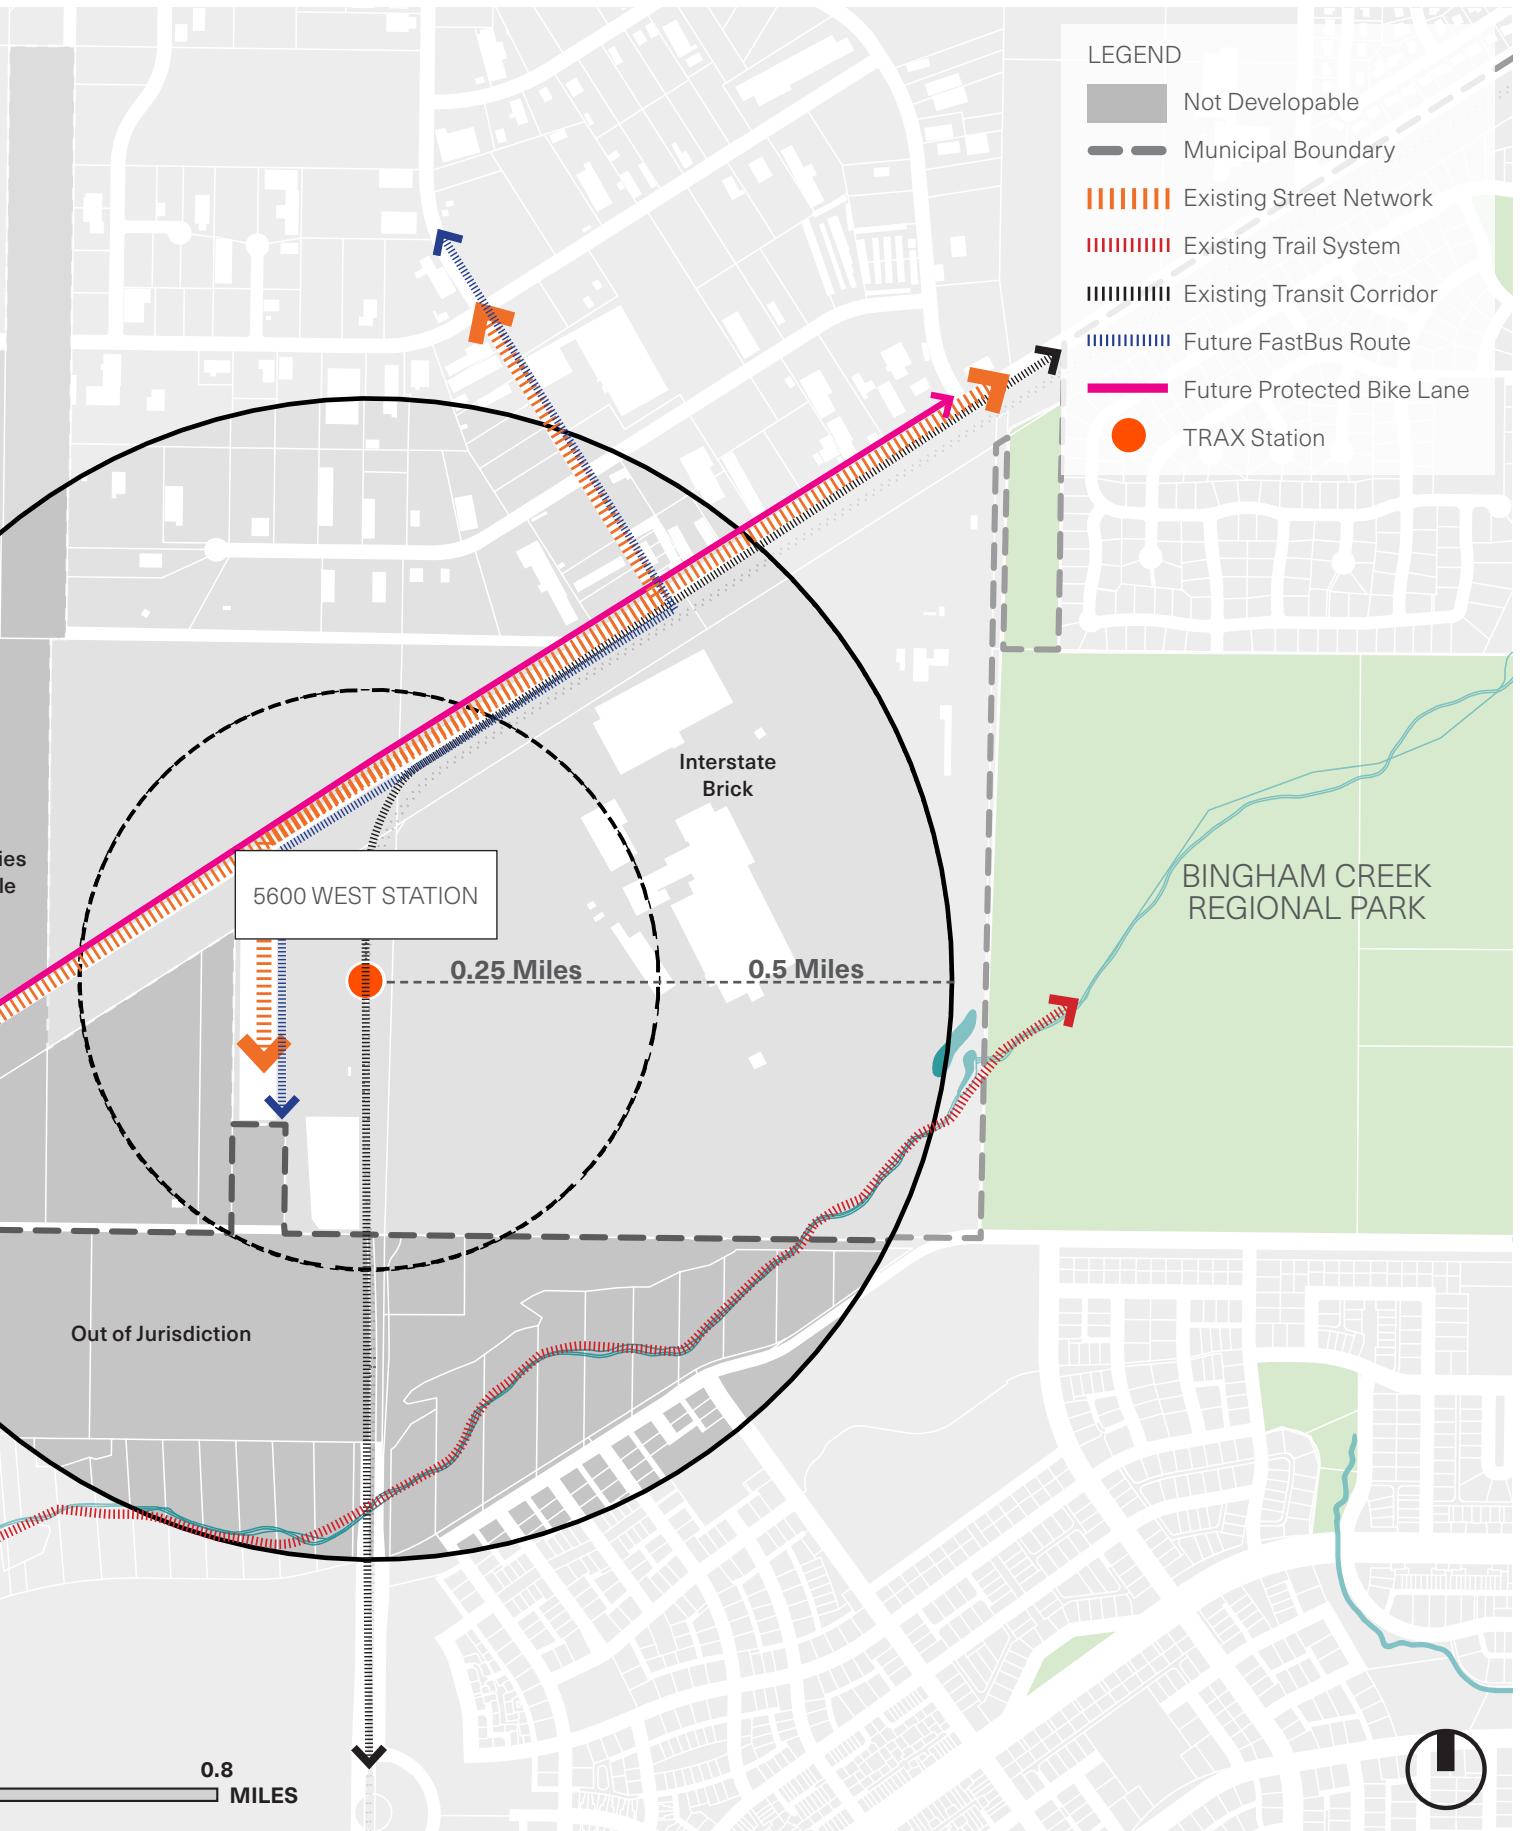 LEGEND
Not Developable
Municipal Boundary
Existing Street Network
Existing Trail System
Existing Transit Corridor
Future FastBus Route
Future Protected Bike Lane
TRAX Station
Interstate
Brick
ies
le
5600 WEST STATION
BINGHAM CREEK
REGIONAL PARK
0.25 Miles
0.5 Miles
Out of Jurisdiction
0.8
MILES